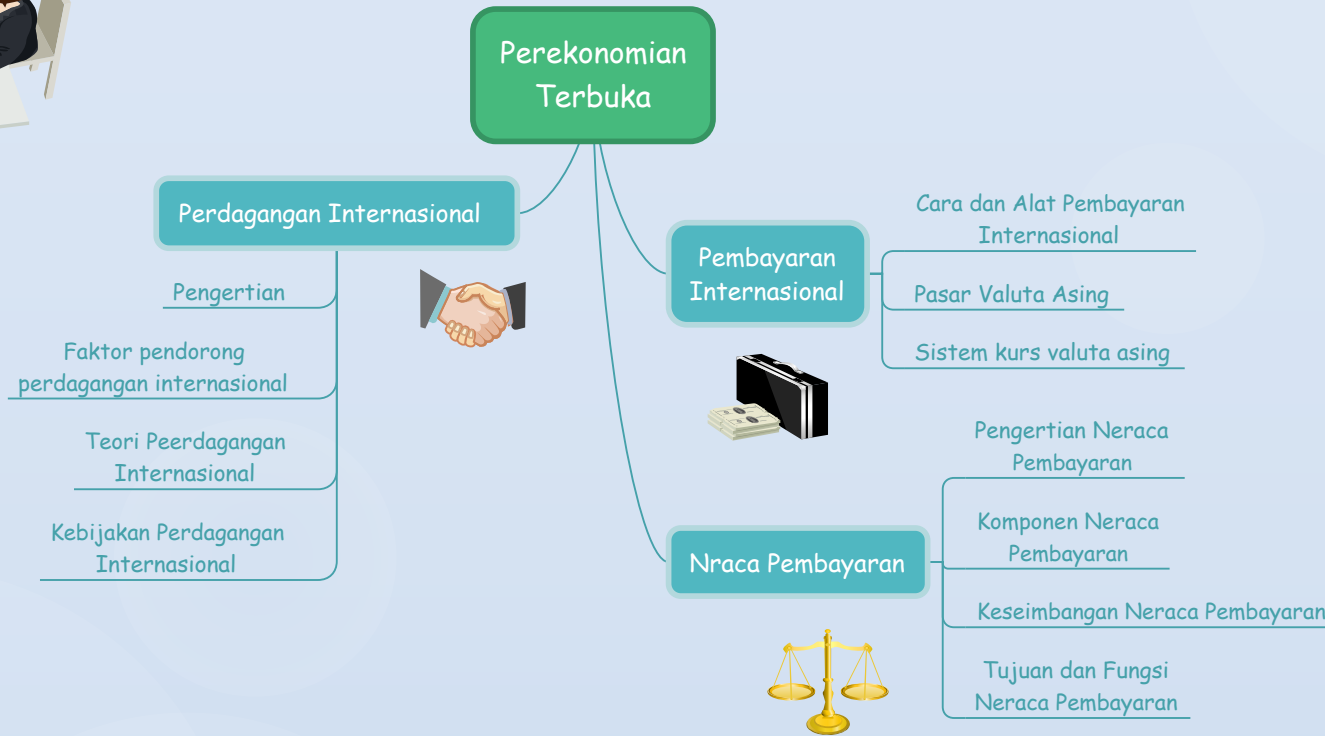 Perekonomian
Terbuka
Perdagangan Internasional
Pengertian
Faktor pendorong
perdagangan internasional
Teori Peerdagangan
Internasional
Kebijakan Perdagangan
Internasional
Pembayaran
Internasional
Cara dan Alat Pembayaran
Internasional
Pasar Valuta Asing
Sistem kurs valuta asing
Nraca Pembayaran
Pengertian Neraca
Pembayaran
Komponen Neraca
Pembayaran
Keseimbangan Neraca Pembayaran
Tujuan dan Fungsi
Neraca Pembayaran